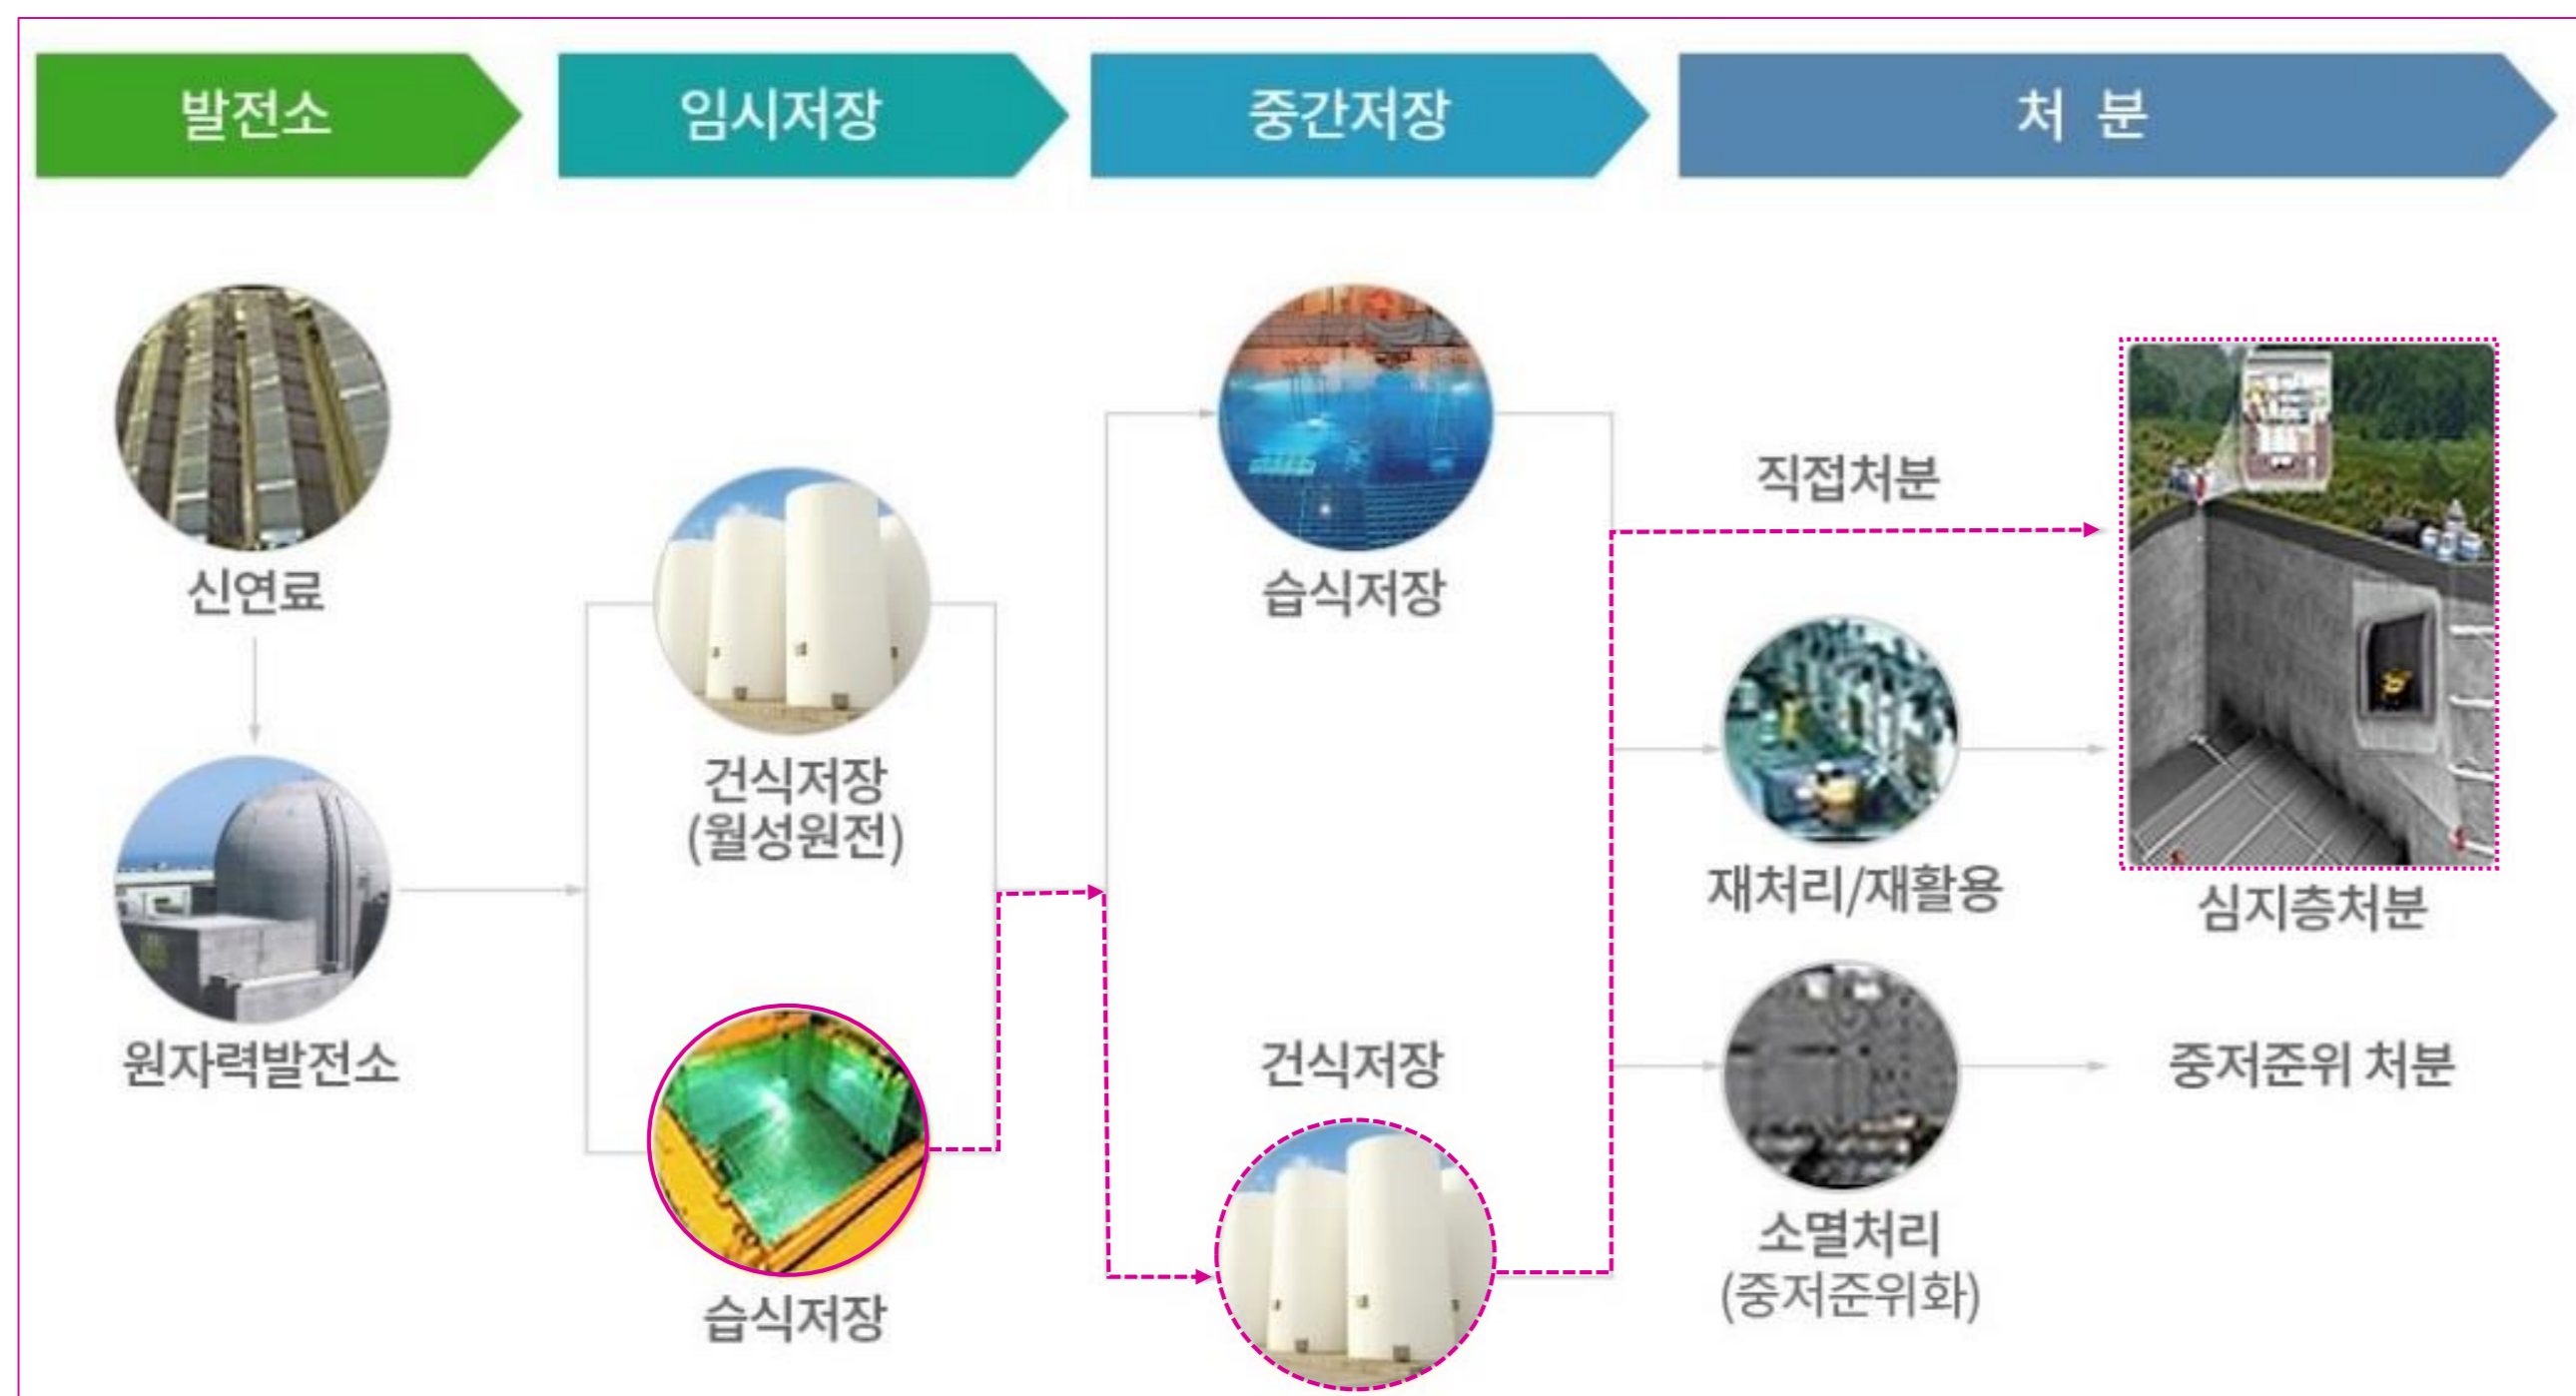 발전소
임시저장
중간저장
처 분
신연료
원자력발전소
건식저장
(월성원전)
습식저장
습식저장
건식저장
직접처분
재처리/재활용
소멸처리
(중저준위화)
심지층처분
중저준위 처분